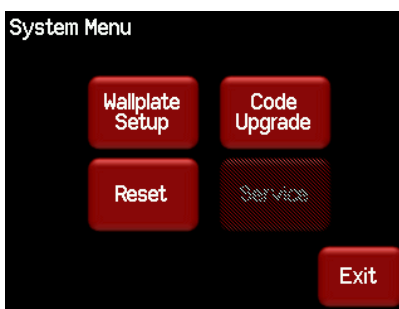 System Menu
Wallplate
Setup
Code
Upgrade
Reset
Service
Exit